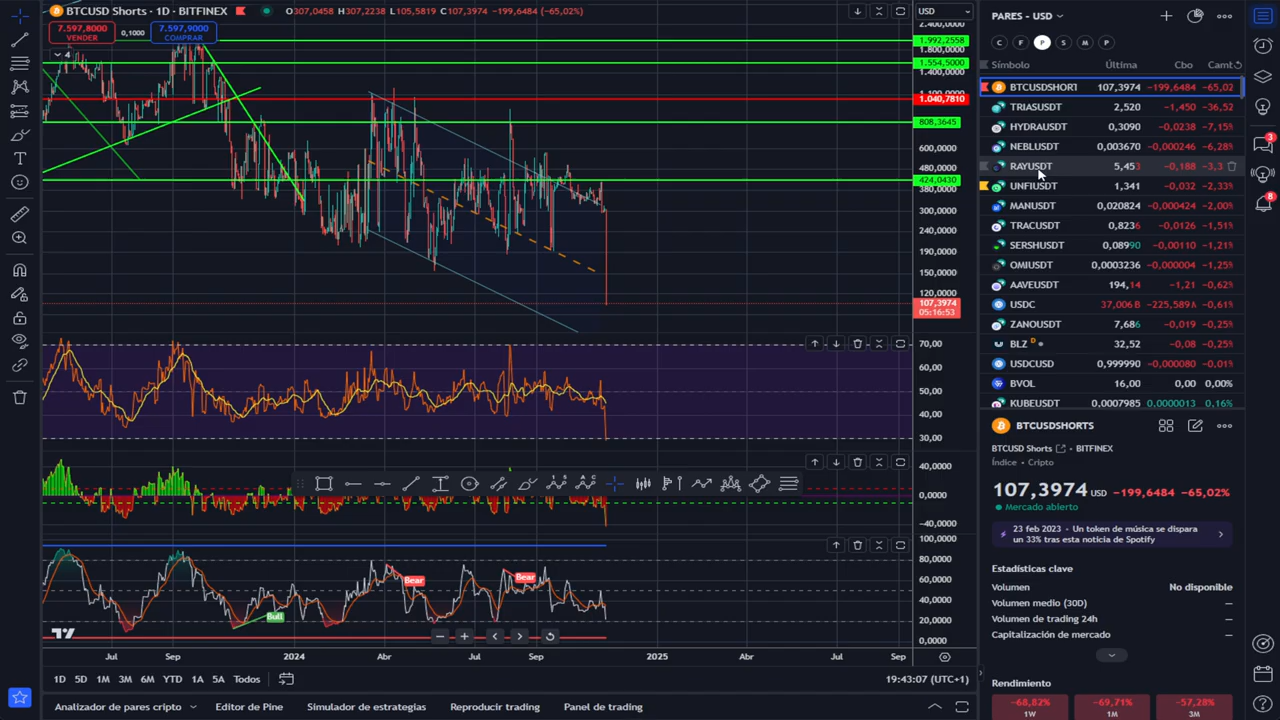 BTCUSD Shorts · 1D · BITFINEX O307,0458 H307,2238 L105,5819 C107,3974 −199,6484 (−65,02%)
7.597,8000 VENDER 0,1000 7.597,9000 COMPRAR
4
USD
1.992,2558
1.800,0000
1.554,5000
1.400,0000
1.040,7810
808,3645
600,0000
480,0000
424,0430
380,0000
300,0000
240,0000
190,0000
150,0000
120,0000
107,3974
05:16:53
70,00
60,00
50,00
40,00
30,00
40,0000
0,0000
−40,0000
100,0000
80,0000
60,0000
40,0000
20,0000
0,0000
Bear
Bear
Bull
Jul Sep 2024 Abr Jul Sep 2025 Abr Jul Sep
1D 5D 1M 3M 6M YTD 1A 5A Todos
19:43:07 (UTC+1)
Analizador de pares cripto Editor de Pine Simulador de estrategias Reproducir trading Panel de trading
PARES - USD
C F P S M P
Símbolo Última Cbo Camt
BTCUSDSHORT 107,3974 −199,6484 −65,02
TRIASUSDT 2,520 −1,450 −36,52
HYDRAUSDT 0,3090 −0,0238 −7,15%
NEBLUSDT 0,003670 −0,000246 −6,28%
RAYUSDT 5,453 −0,188 −3,3
UNFIUSDT 1,341 −0,032 −2,33%
MANUSDT 0,020824 −0,000424 −2,00%
TRACUSDT 0,8236 −0,0126 −1,51%
SERSHUSDT 0,08990 −0,00110 −1,21%
OMIUSDT 0,0003236 −0,000004 −1,25%
AAVEUSDT 194,14 −1,21 −0,62%
USDC 37,006 B −225,589 −0,61%
ZANOUSDT 7,686 −0,019 −0,25%
BLZ D 32,52 −0,08 −0,25%
USDCUSD 0,999990 −0,000080 −0,01%
BVOL 16,00 0,00 0,00%
KUBEUSDT 0,0007985 0,0000013 0,16%
BTCUSDSHORTS
BTCUSD Shorts · BITFINEX
Índice · Cripto
107,3974 USD −199,6484 −65,02%
Mercado abierto
23 feb 2023 · Un token de música se dispara
un 33% tras esta noticia de Spotify
Estadísticas clave
Volumen No disponible
Volumen medio (30D) —
Volumen de trading 24h —
Capitalización de mercado —
Rendimiento
−68,82% −69,71% −57,28%
1W 1M 3M
3
8